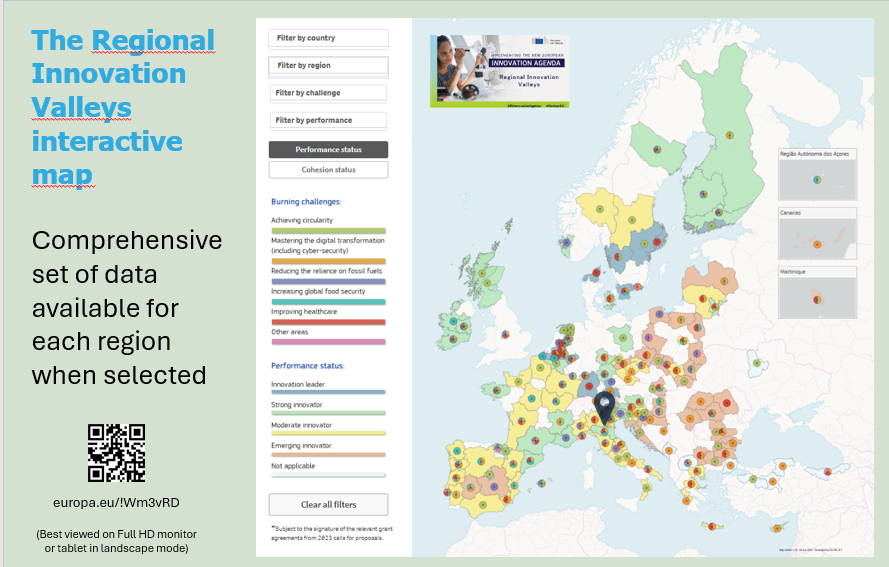 The Regional
Innovation
Valleys
interactive
map
Comprehensive
set of data
available for
each region
when selected
europa.eu/!Wm3vRD
(Best viewed on Full HD monitor
or tablet in landscape mode)
Filter by country
Filter by region
Filter by challenge
Filter by performance
Performance status
Cohesion status
Burning challenges:
Achieving circularity
Mastering the digital transformation
(including cyber-security)
Reducing the reliance on fossil fuels
Increasing global food security
Improving healthcare
Other areas
Performance status:
Innovation leader
Strong innovator
Moderate innovator
Emerging innovator
Not applicable
Clear all filters
*Subject to the signature of the relevant grant
agreements from 2023 calls for proposals.
IMPLEMENTING THE NEW EUROPEAN
INNOVATION AGENDA
Regional Innovation
Valleys
Região Autónoma dos Açores
Canarias
Martinique